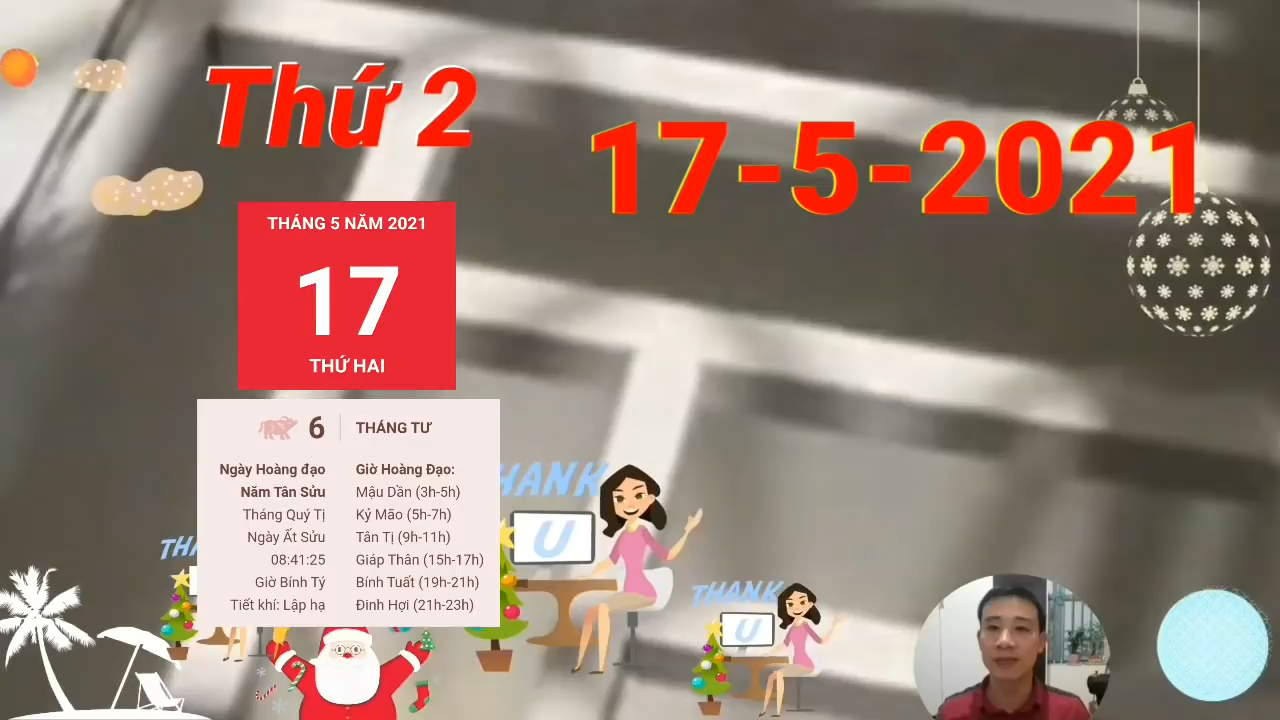 Thứ 2
17-5-2021
THÁNG 5 NĂM 2021
17
THỨ HAI
6 THÁNG TƯ
Ngày Hoàng đạo Giờ Hoàng Đạo:
Năm Tân Sửu Mậu Dần (3h-5h)
Tháng Quý Tị Kỷ Mão (5h-7h)
Ngày Ất Sửu Tân Tị (9h-11h)
08:41:25 Giáp Thân (15h-17h)
Giờ Bính Tý Bính Tuất (19h-21h)
Tiết khí: Lập hạ Đinh Hợi (21h-23h)
HANK
U
THA
THANK
U